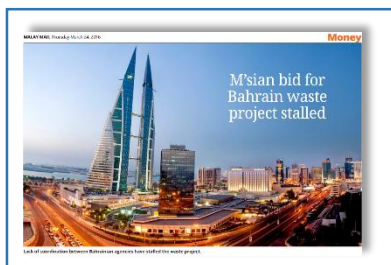 MALAY MAIL Thursday March 24, 2016
Money
M'sian bid for
Bahrain waste
project stalled
Lack of coordination between Bahrainian agencies have stalled the waste project.